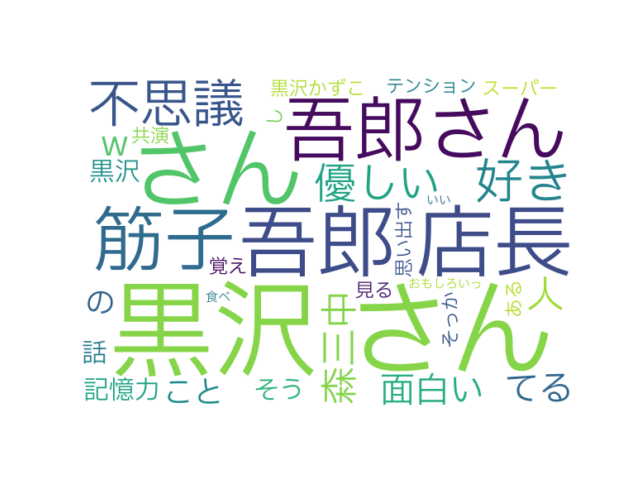 黒沢かずこ テンション スーパー
不思議 し 吾郎さん
w 共演
黒沢 さん 優しい 好き
筋子 吾郎 店長
思い出す いい
覚え 見る おもしろいっ
の 食べ 黒沢さん そっか ある 人
話 森三中
記憶力 こと そう 面白い てる